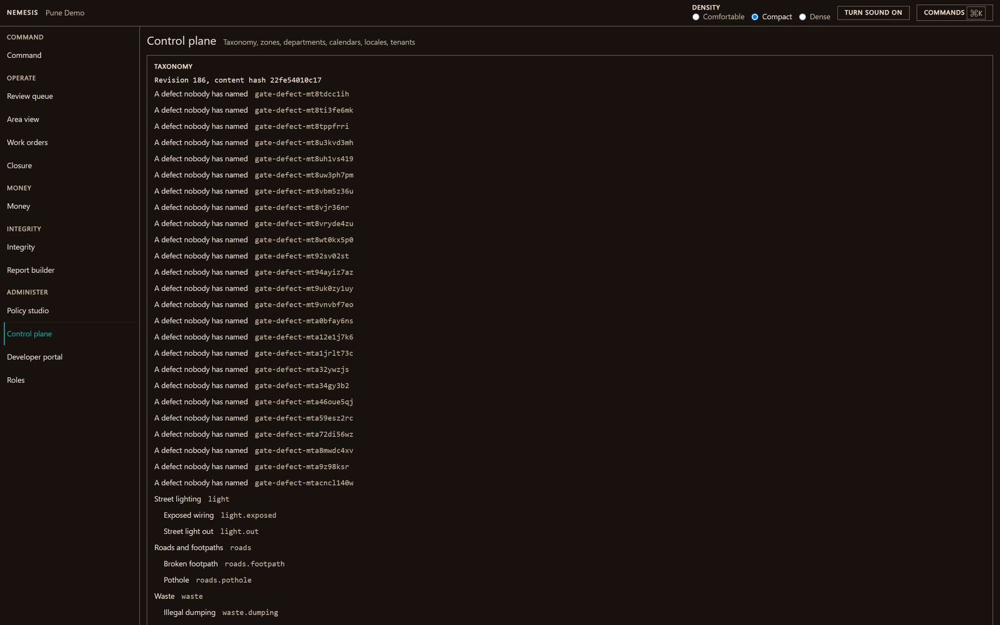 NEMESIS Pune Demo
DENSITY
Comfortable Compact Dense
TURN SOUND ON
COMMANDS ⌘K
COMMAND
Command
OPERATE
Review queue
Area view
Work orders
Closure
MONEY
Money
INTEGRITY
Integrity
Report builder
ADMINISTER
Policy studio
Control plane
Developer portal
Roles
Control plane Taxonomy, zones, departments, calendars, locales, tenants
TAXONOMY
Revision 186, content hash 22fe54010c17
A defect nobody has named gate-defect-mt8tdcc1ih
A defect nobody has named gate-defect-mt8ti3fe6mk
A defect nobody has named gate-defect-mt8tppfrri
A defect nobody has named gate-defect-mt8u3kvd3mh
A defect nobody has named gate-defect-mt8uh1vs419
A defect nobody has named gate-defect-mt8uw3ph7pm
A defect nobody has named gate-defect-mt8vbm5z36u
A defect nobody has named gate-defect-mt8vjr36nr
A defect nobody has named gate-defect-mt8vryde4zu
A defect nobody has named gate-defect-mt8wt0kx5p0
A defect nobody has named gate-defect-mt92sv02st
A defect nobody has named gate-defect-mt94ayiz7az
A defect nobody has named gate-defect-mt9uk0zy1uy
A defect nobody has named gate-defect-mt9vnvbf7eo
A defect nobody has named gate-defect-mta0bfay6ns
A defect nobody has named gate-defect-mta12e1j7k6
A defect nobody has named gate-defect-mta1jrlt73c
A defect nobody has named gate-defect-mta32ywzjs
A defect nobody has named gate-defect-mta34gy3b2
A defect nobody has named gate-defect-mta46oue5qj
A defect nobody has named gate-defect-mta59esz2rc
A defect nobody has named gate-defect-mta72di56wz
A defect nobody has named gate-defect-mta8mwdc4xv
A defect nobody has named gate-defect-mta9z98ksr
A defect nobody has named gate-defect-mtacncl140w
Street lighting light
Exposed wiring light.exposed
Street light out light.out
Roads and footpaths roads
Broken footpath roads.footpath
Pothole roads.pothole
Waste waste
Illegal dumping waste.dumping